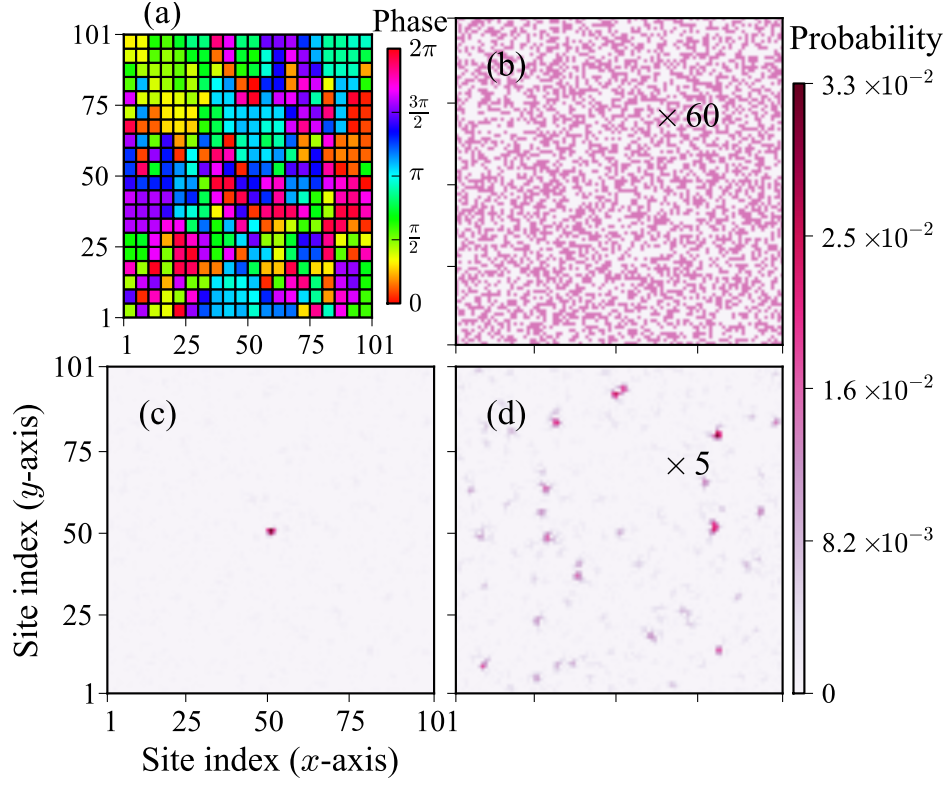 (a)
Phase
101
75
50
25
1
1 25 50 75 101
2π
3π/2
π
π/2
0
(b)
× 60
Probability
3.3 ×10⁻²
2.5 ×10⁻²
1.6 ×10⁻²
8.2 ×10⁻³
0
(c)
101
75
50
25
1
1 25 50 75 101
Site index (y-axis)
Site index (x-axis)
(d)
× 5